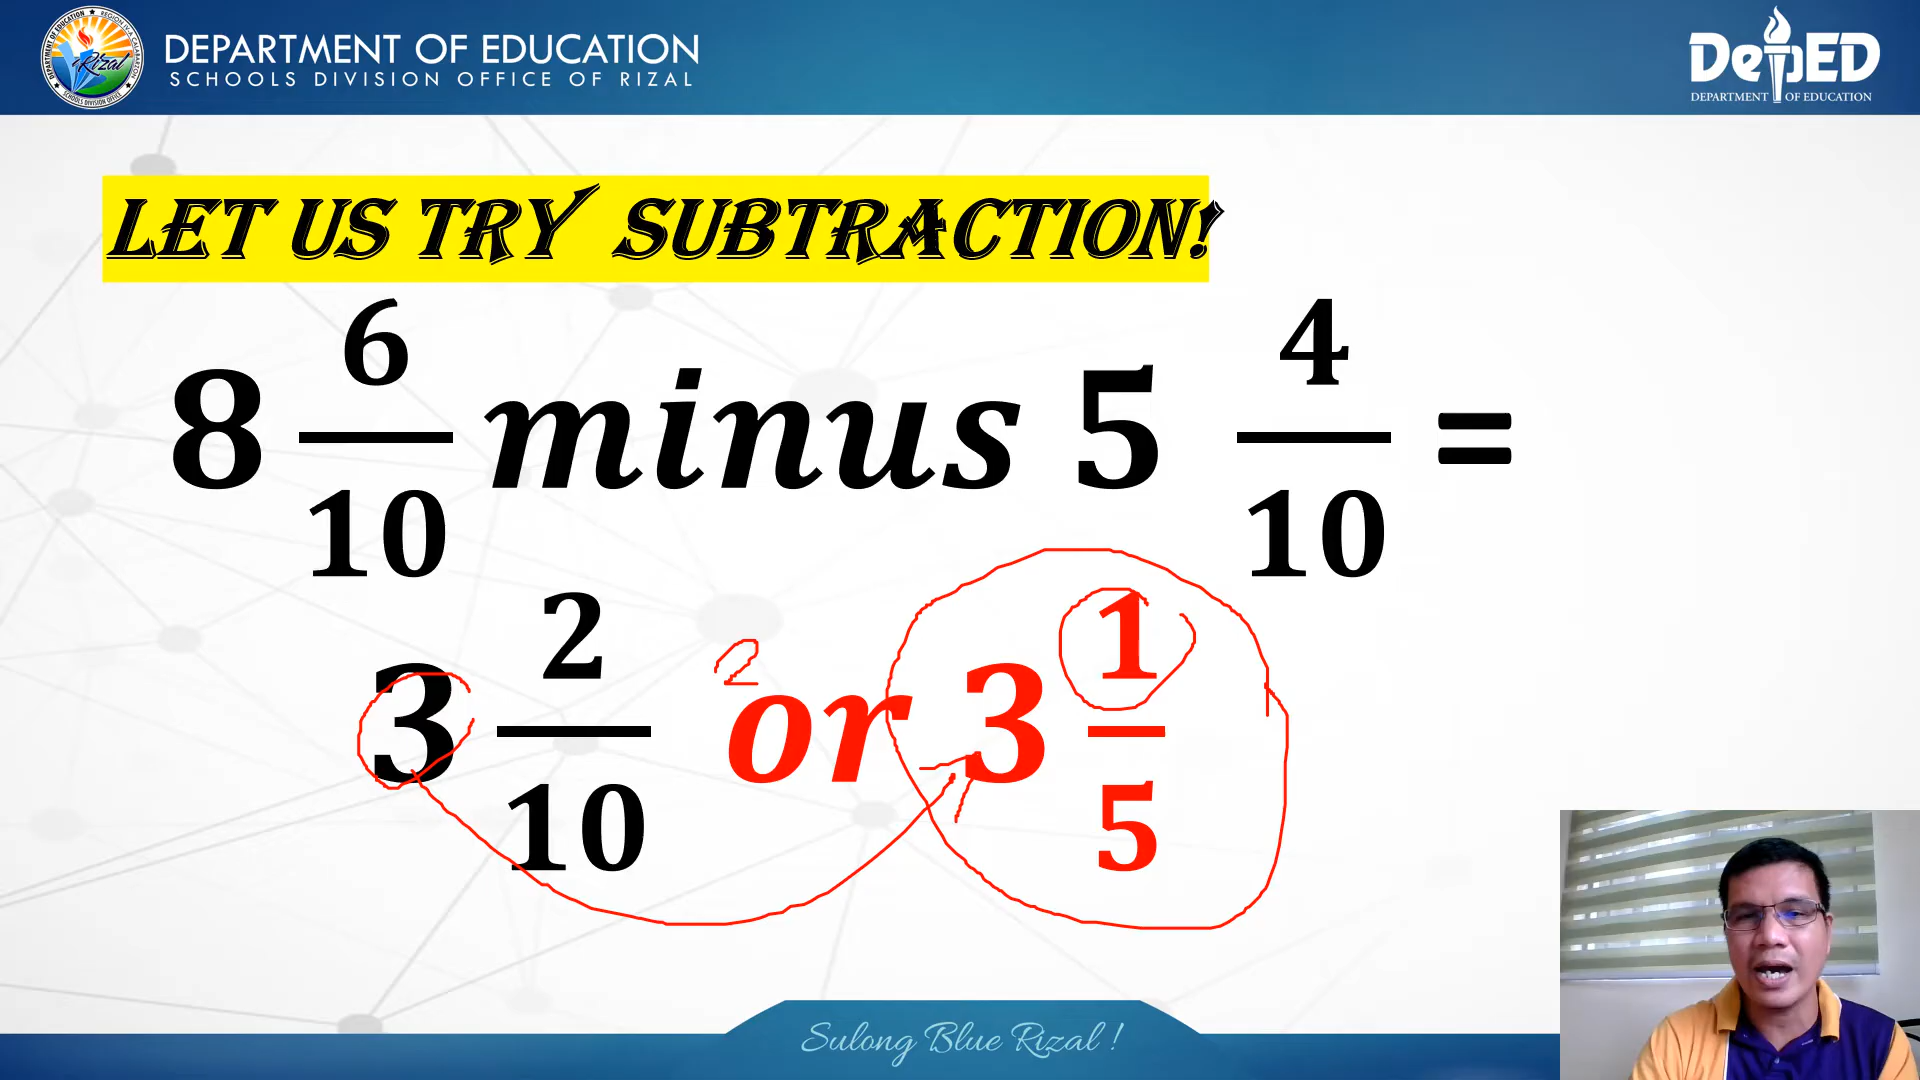 DEPARTMENT OF EDUCATION
SCHOOLS DIVISION OFFICE OF RIZAL
DepED
DEPARTMENT OF EDUCATION
LET US TRY SUBTRACTION!
8 6/10 minus 5 4/10 =
2
3 2/10 or 3 1/5
Sulong Blue Rizal !